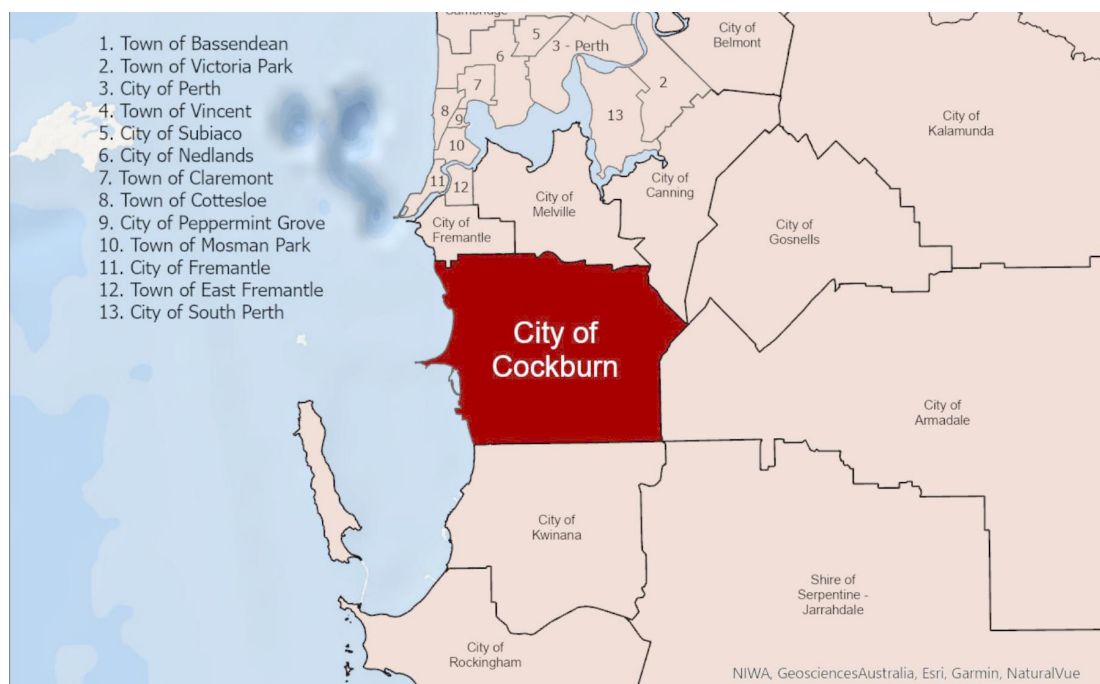 1. Town of Bassendean
2. Town of Victoria Park
3. City of Perth
4. Town of Vincent
5. City of Subiaco
6. City of Nedlands
7. Town of Claremont
8. Town of Cottesloe
9. City of Peppermint Grove
10. Town of Mosman Park
11. City of Fremantle
12. Town of East Fremantle
13. City of South Perth
Cambridge
5
3 - Perth
6
7
8
9
10
11
12
2
13
City of
Belmont
City of
Kalamunda
City of
Canning
City of
Melville
City of
Fremantle
City of
Gosnells
City of
Cockburn
City of
Armadale
City of
Kwinana
Shire of
Serpentine -
Jarrahdale
City of
Rockingham
NIWA, GeosciencesAustralia, Esri, Garmin, NaturalVue